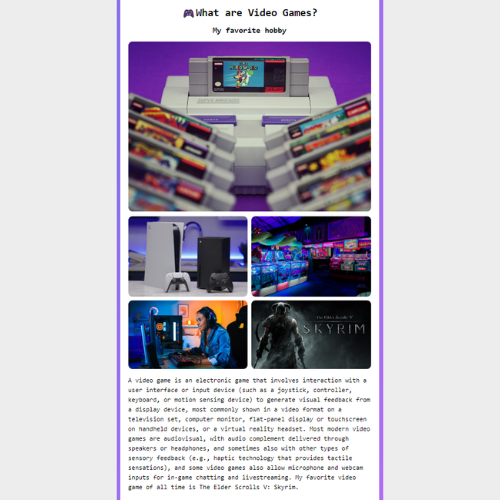 🎮What are Video Games?
My favorite hobby
The Elder Scrolls V
SKYRIM
A video game is an electronic game that involves interaction with a
user interface or input device (such as a joystick, controller,
keyboard, or motion sensing device) to generate visual feedback from
a display device, most commonly shown in a video format on a
television set, computer monitor, flat-panel display or touchscreen
on handheld devices, or a virtual reality headset. Most modern video
games are audiovisual, with audio complement delivered through
speakers or headphones, and sometimes also with other types of
sensory feedback (e.g., haptic technology that provides tactile
sensations), and some video games also allow microphone and webcam
inputs for in-game chatting and livestreaming. My favorite video
game of all time is The Elder Scrolls V: Skyrim.